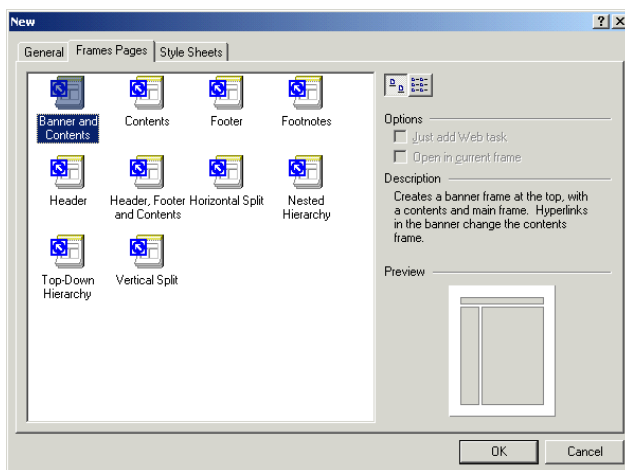 New
General
Frames Pages
Style Sheets
Banner and
Contents
Contents
Footer
Footnotes
Header
Header, Footer
and Contents
Horizontal Split
Nested
Hierarchy
Top-Down
Hierarchy
Vertical Split
Options
Just add Web task
Open in current frame
Description
Creates a banner frame at the top, with
a contents and main frame. Hyperlinks
in the banner change the contents
frame.
Preview
OK
Cancel